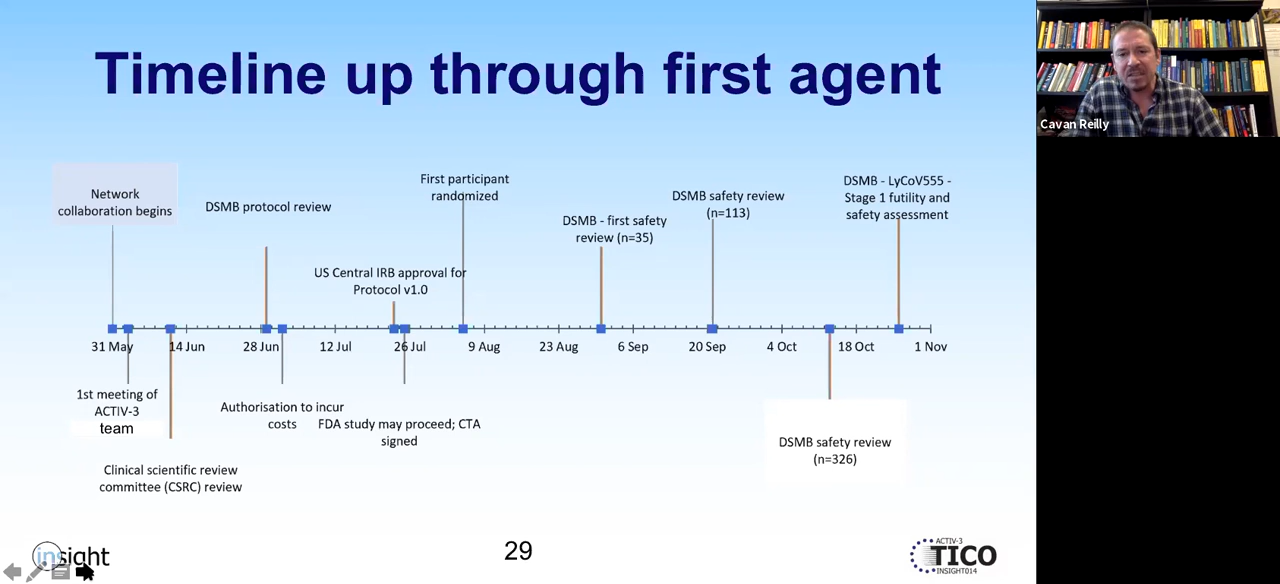 Timeline up through first agent
Cavan Reilly
Network
collaboration begins
DSMB protocol review
US Central IRB approval for
Protocol v1.0
First participant
randomized
DSMB - first safety
review (n=35)
DSMB safety review
(n=113)
DSMB - LyCoV555 -
Stage 1 futility and
safety assessment
31 May
14 Jun
28 Jun
12 Jul
26 Jul
9 Aug
23 Aug
6 Sep
20 Sep
4 Oct
18 Oct
1 Nov
1st meeting of
ACTIV-3
team
Clinical scientific review
committee (CSRC) review
Authorisation to incur
costs
FDA study may proceed; CTA
signed
DSMB safety review
(n=326)
insight
29
ACTIV-3
TICO
INSIGHT014